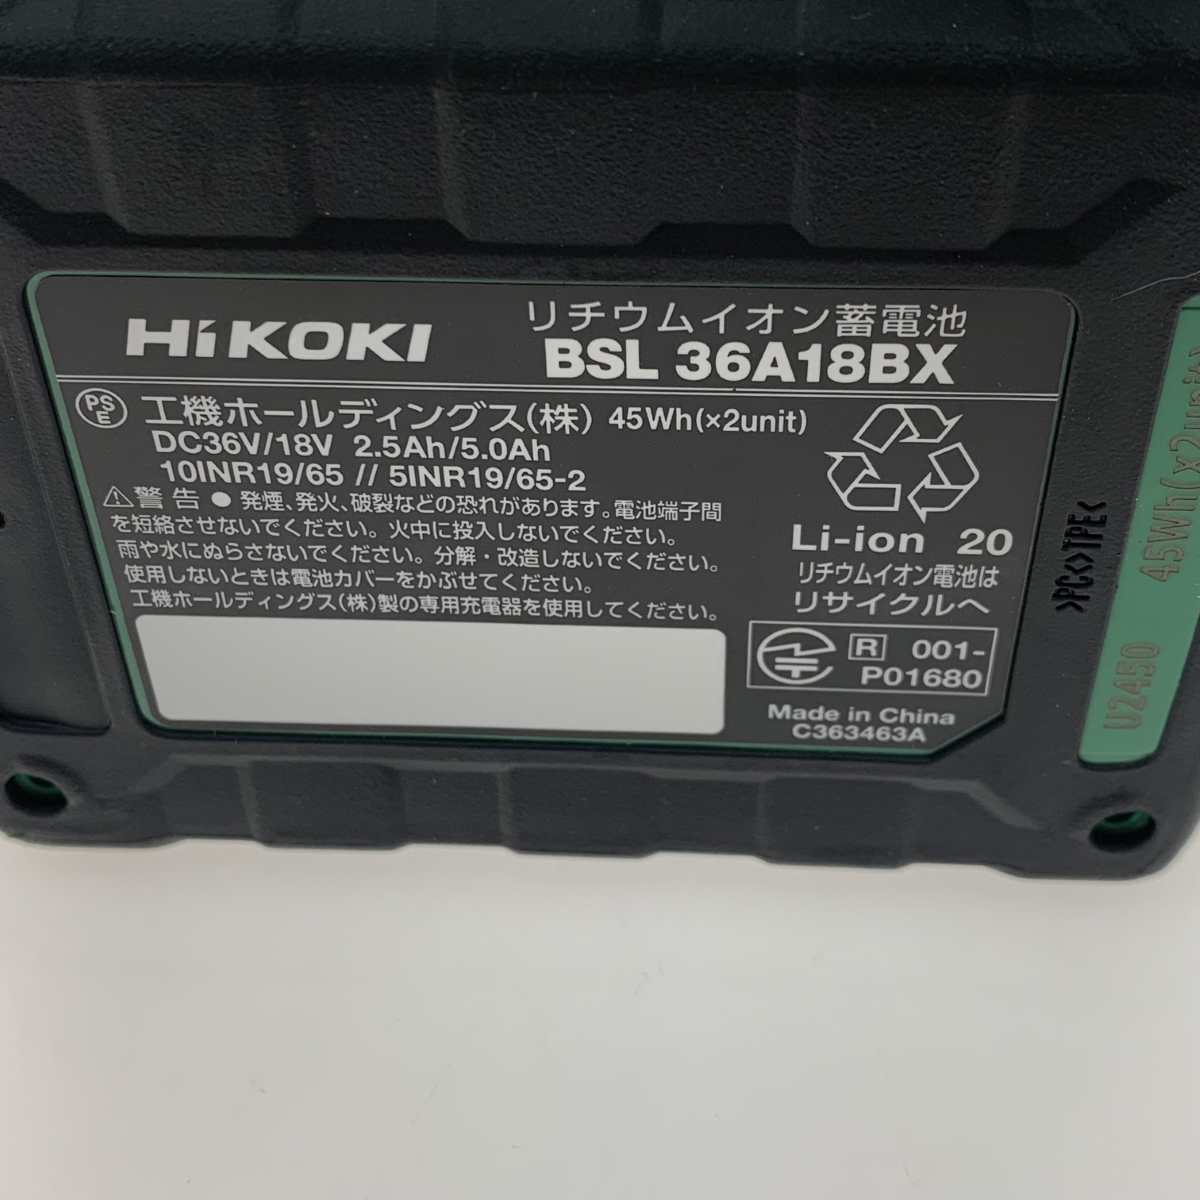 HiKOKI
リチウムイオン蓄電池
BSL 36A18BX
PSE 工機ホールディングス(株) 45Wh(×2unit)
DC36V/18V 2.5Ah/5.0Ah
10INR19/65 // 5INR19/65-2
⚠警告 ● 発煙、発火、破裂などの恐れがあります。電池端子間
を短絡させないでください。火中に投入しないでください。
雨や水にぬらさないでください。分解・改造しないでください。
使用しないときは電池カバーをかぶせてください。
工機ホールディングス(株)製の専用充電器を使用してください。
Li-ion 20
リチウムイオン電池は
リサイクルへ
R 001-
P01680
Made in China
C363463A
>PC<>TPE<
U2450 45Wh(×2unit)